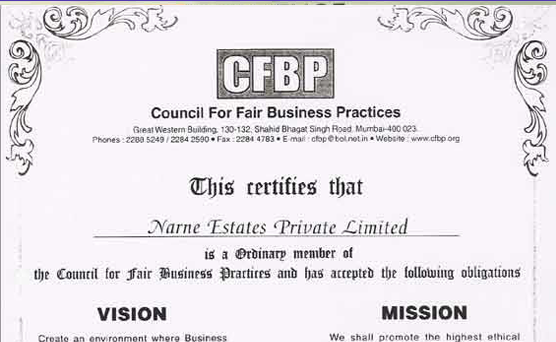 CFBP
Council For Fair Business Practices
Great Western Building, 130-132, Shahid Bhagat Singh Road, Mumbai-400 023.
Phones : 2288 5249 / 2284 2590 • Fax : 2284 4783 • E-mail : cfbp@bol.net.in • Website : www.cfbp.org
This certifies that
Narne Estates Private Limited
is a Ordinary member of
the Council for Fair Business Practices and has accepted the following obligations
VISION
MISSION
Create an environment where Business
We shall promote the highest ethical